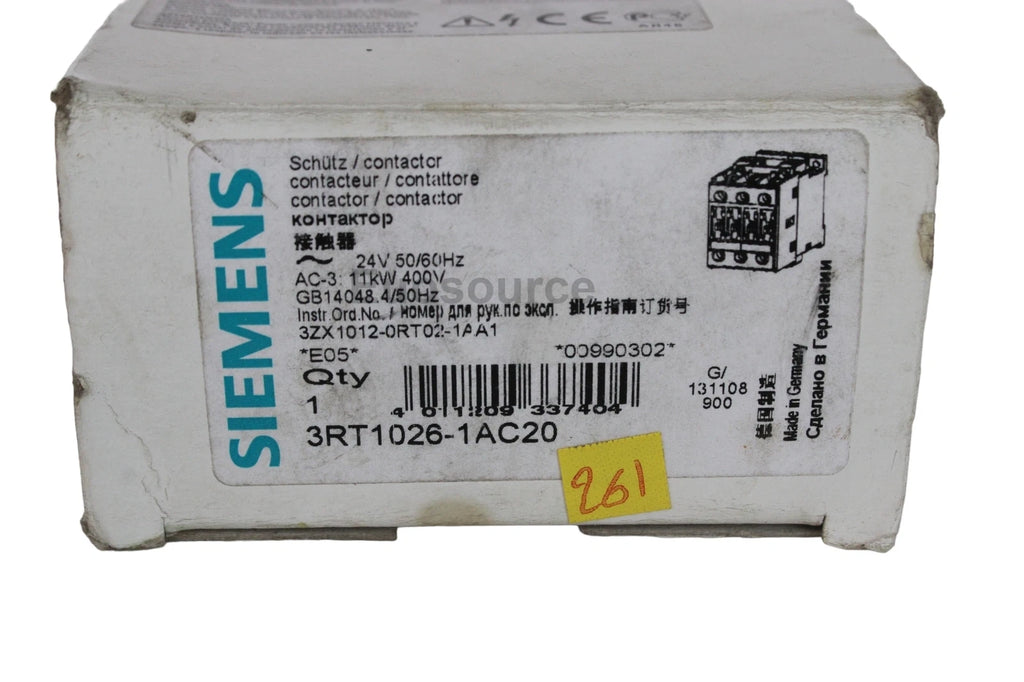 CE
AR46
SIEMENS
Schütz / contactor
contacteur / contattore
contactor / contactor
контактор
接触器
~ 24V 50/60Hz
AC-3: 11kW 400V
GB14048.4/50Hz
Instr.Ord.No./ номер для рук.по эксп. 操作指南订货号
3ZX1012-0RT02-1AA1
*E05* *00990302*
Qty
1
4 011209 337404
3RT1026-1AC20
G/
131108
900
德国制造
Made in Germany
Сделано в Германии
261
source